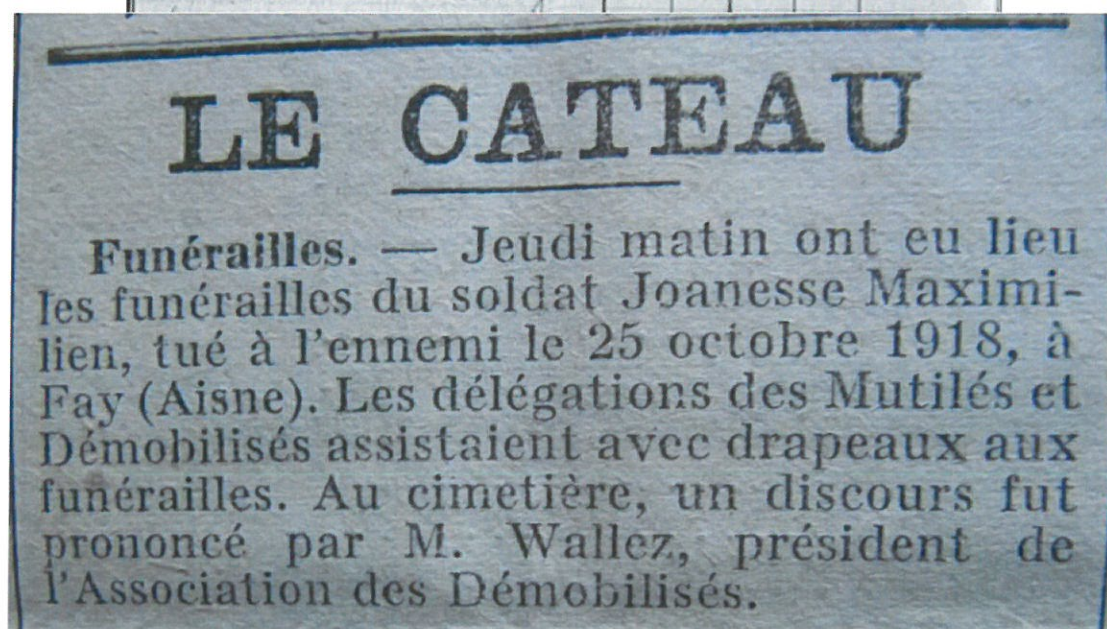 LE CATEAU
Funérailles. — Jeudi matin ont eu lieu
les funérailles du soldat Joanesse Maximi-
lien, tué à l'ennemi le 25 octobre 1918, à
Fay (Aisne). Les délégations des Mutilés et
Démobilisés assistaient avec drapeaux aux
funérailles. Au cimetière, un discours fut
prononcé par M. Wallez, président de
l'Association des Démobilisés.